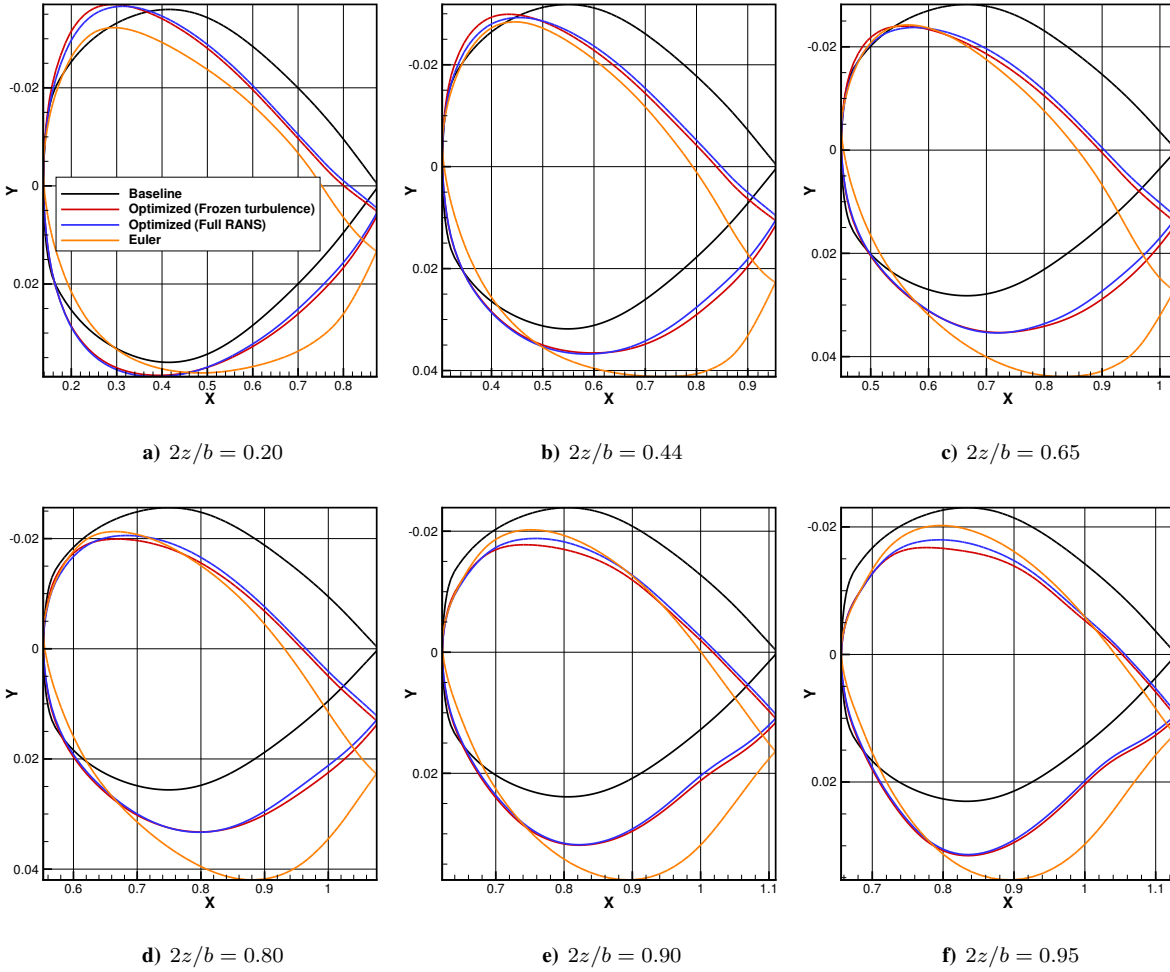 -0.02
0
0.02
Y
Baseline
Optimized (Frozen turbulence)
Optimized (Full RANS)
Euler
0.2 0.3 0.4 0.5 0.6 0.7 0.8
X
a) 2z/b = 0.20
-0.02
0
0.02
0.04
Y
0.4 0.5 0.6 0.7 0.8 0.9
X
b) 2z/b = 0.44
-0.02
0
0.02
0.04
Y
0.5 0.6 0.7 0.8 0.9 1
X
c) 2z/b = 0.65
-0.02
0
0.02
0.04
Y
0.6 0.7 0.8 0.9 1
X
d) 2z/b = 0.80
-0.02
0
0.02
Y
0.7 0.8 0.9 1 1.1
X
e) 2z/b = 0.90
-0.02
0
0.02
Y
0.7 0.8 0.9 1 1.1
X
f) 2z/b = 0.95